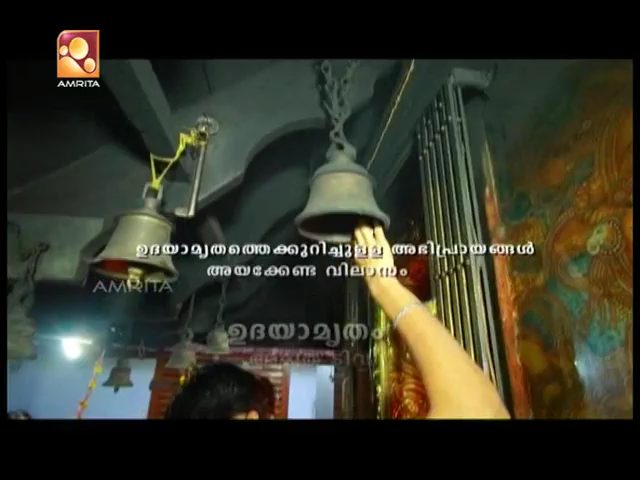 AMRITA
ഉദയാമൃതത്തെക്കുറിച്ചുള്ള അഭിപ്രായങ്ങൾ
അയക്കേണ്ട വിലാസം
AMRITA
ഉദയാമൃതം